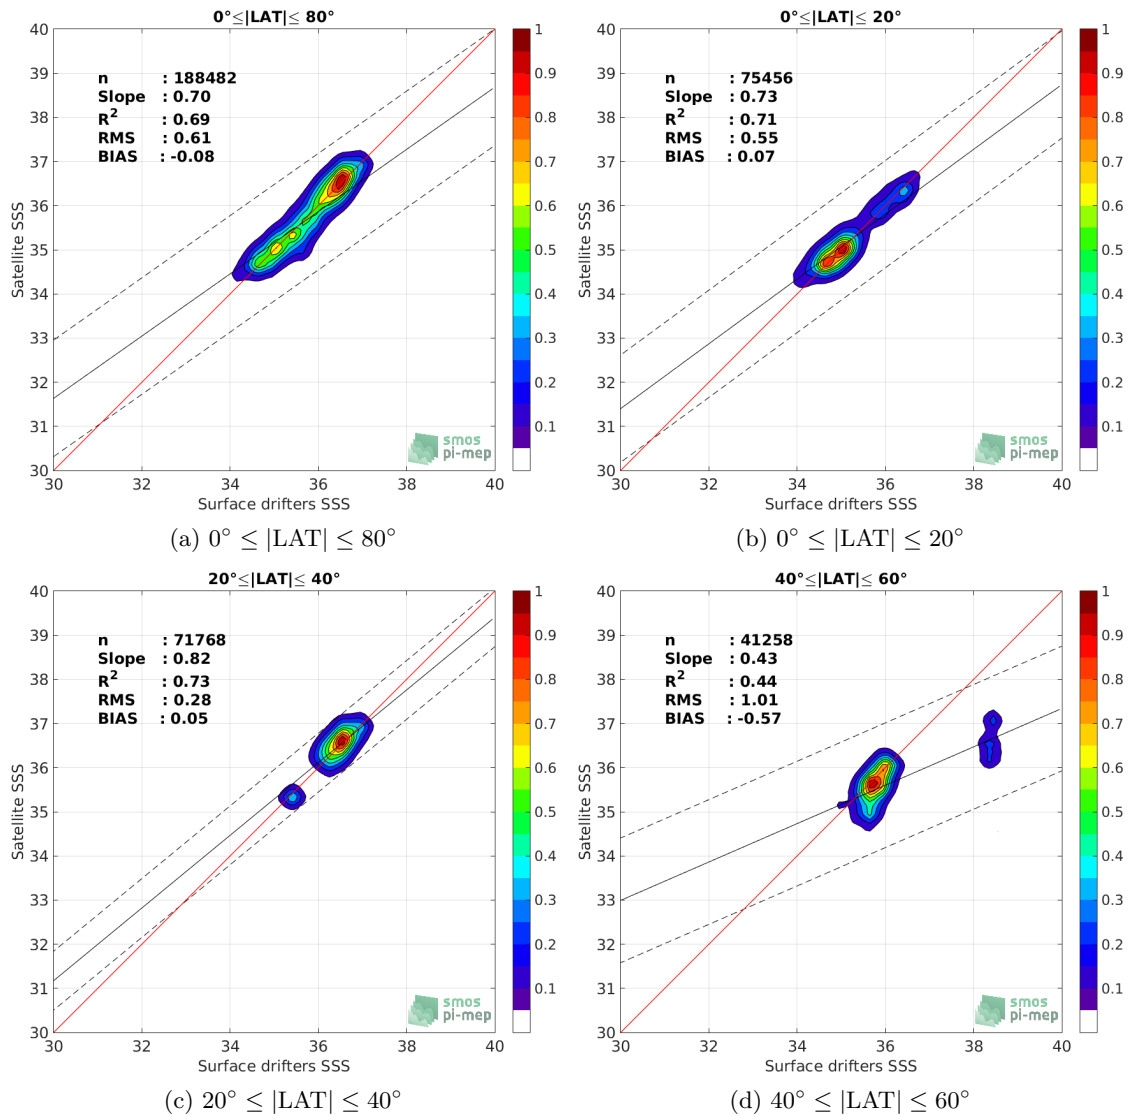 0°≤|LAT|≤ 80°
40
39
38
37
36
35
34
33
32
31
30
Satellite SSS
n : 188482
Slope : 0.70
R2 : 0.69
RMS : 0.61
BIAS : -0.08
smos
pi-mep
30 32 34 36 38 40
Surface drifters SSS
1
0.9
0.8
0.7
0.6
0.5
0.4
0.3
0.2
0.1
(a) 0° ≤ |LAT| ≤ 80°
0°≤|LAT|≤ 20°
40
39
38
37
36
35
34
33
32
31
30
Satellite SSS
n : 75456
Slope : 0.73
R2 : 0.71
RMS : 0.55
BIAS : 0.07
smos
pi-mep
30 32 34 36 38 40
Surface drifters SSS
1
0.9
0.8
0.7
0.6
0.5
0.4
0.3
0.2
0.1
(b) 0° ≤ |LAT| ≤ 20°
20°≤|LAT|≤ 40°
40
39
38
37
36
35
34
33
32
31
30
Satellite SSS
n : 71768
Slope : 0.82
R2 : 0.73
RMS : 0.28
BIAS : 0.05
smos
pi-mep
30 32 34 36 38 40
Surface drifters SSS
1
0.9
0.8
0.7
0.6
0.5
0.4
0.3
0.2
0.1
(c) 20° ≤ |LAT| ≤ 40°
40°≤|LAT|≤ 60°
40
39
38
37
36
35
34
33
32
31
30
Satellite SSS
n : 41258
Slope : 0.43
R2 : 0.44
RMS : 1.01
BIAS : -0.57
smos
pi-mep
30 32 34 36 38 40
Surface drifters SSS
1
0.9
0.8
0.7
0.6
0.5
0.4
0.3
0.2
0.1
(d) 40° ≤ |LAT| ≤ 60°